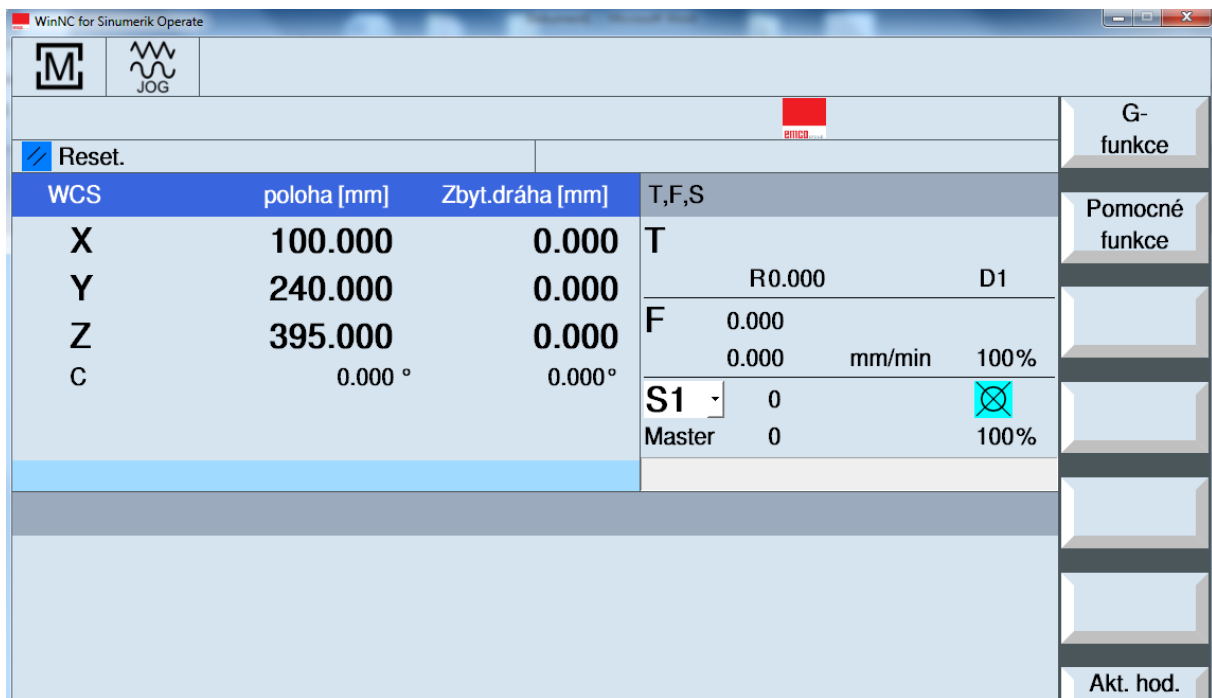 WinNC for Sinumerik Operate
M
JOG
emco
G-
funkce
Reset.
WCS poloha [mm] Zbyt.dráha [mm] T,F,S
Pomocné
funkce
X 100.000 0.000 T
R0.000 D1
Y 240.000 0.000
F 0.000
Z 395.000 0.000
0.000 mm/min 100%
C 0.000 ° 0.000°
S1 0
Master 0 100%
Akt. hod.